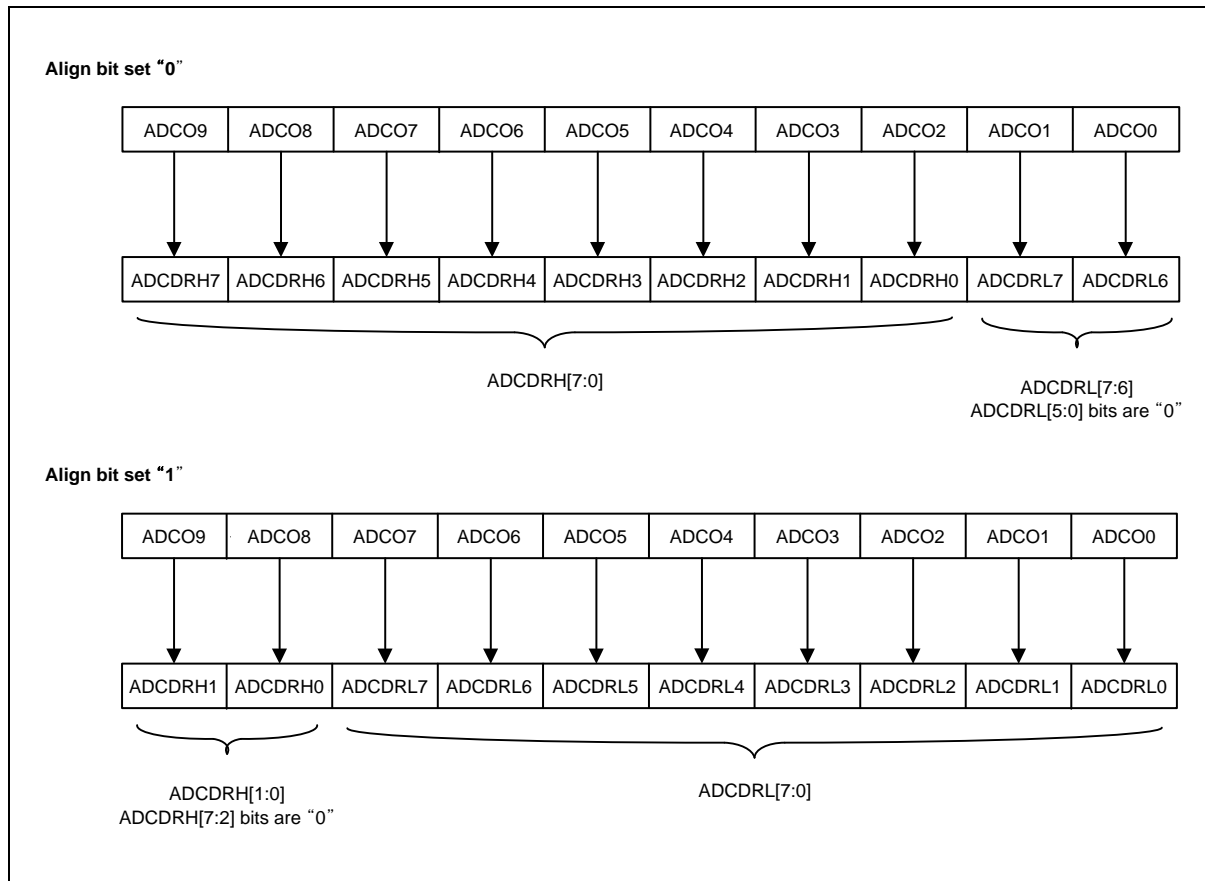 Align bit set “0”
ADCO9 ADCO8 ADCO7 ADCO6 ADCO5 ADCO4 ADCO3 ADCO2 ADCO1 ADCO0
ADCDRH7 ADCDRH6 ADCDRH5 ADCDRH4 ADCDRH3 ADCDRH2 ADCDRH1 ADCDRH0 ADCDRL7 ADCDRL6
ADCDRH[7:0]
ADCDRL[7:6]
ADCDRL[5:0] bits are “0”
Align bit set “1”
ADCO9 ADCO8 ADCO7 ADCO6 ADCO5 ADCO4 ADCO3 ADCO2 ADCO1 ADCO0
ADCDRH1 ADCDRH0 ADCDRL7 ADCDRL6 ADCDRL5 ADCDRL4 ADCDRL3 ADCDRL2 ADCDRL1 ADCDRL0
ADCDRH[1:0]
ADCDRH[7:2] bits are “0”
ADCDRL[7:0]